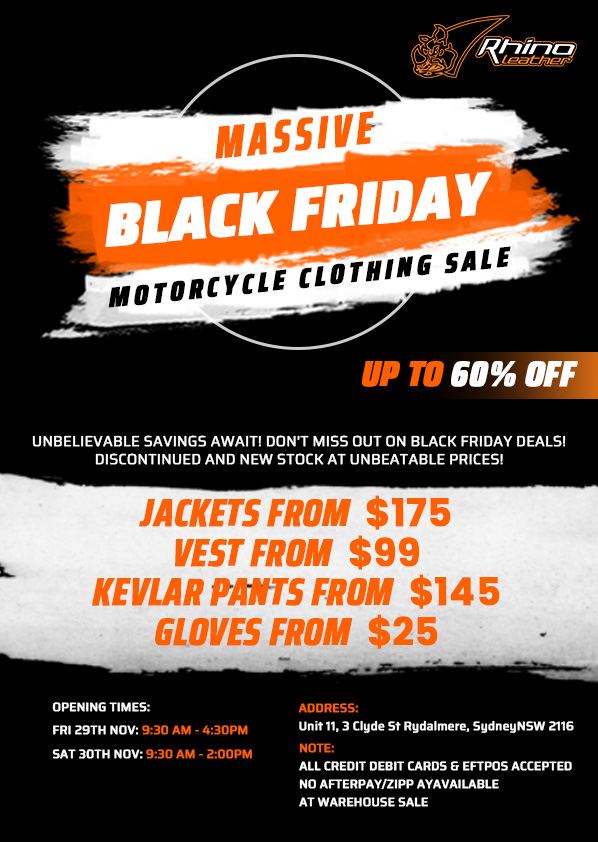 Rhino
Leather
MASSIVE
BLACK FRIDAY
MOTORCYCLE CLOTHING SALE
UP TO 60% OFF
UNBELIEVABLE SAVINGS AWAIT! DON'T MISS OUT ON BLACK FRIDAY DEALS!
DISCONTINUED AND NEW STOCK AT UNBEATABLE PRICES!
JACKETS FROM $175
VEST FROM $99
KEVLAR PANTS FROM $145
GLOVES FROM $25
OPENING TIMES:
FRI 29TH NOV: 9:30 AM - 4:30PM
SAT 30TH NOV: 9:30 AM - 2:00PM
ADDRESS:
Unit 11, 3 Clyde St Rydalmere, SydneyNSW 2116
NOTE:
ALL CREDIT DEBIT CARDS & EFTPOS ACCEPTED
NO AFTERPAY/ZIPP AYAVAILABLE
AT WAREHOUSE SALE